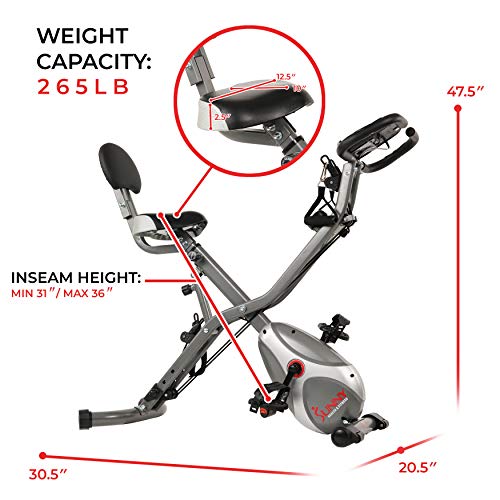 WEIGHT
CAPACITY:
265LB
12.5"
10"
2.5"
47.5"
INSEAM HEIGHT:
MIN 31"/ MAX 36"
SUNNY
30.5"
20.5"